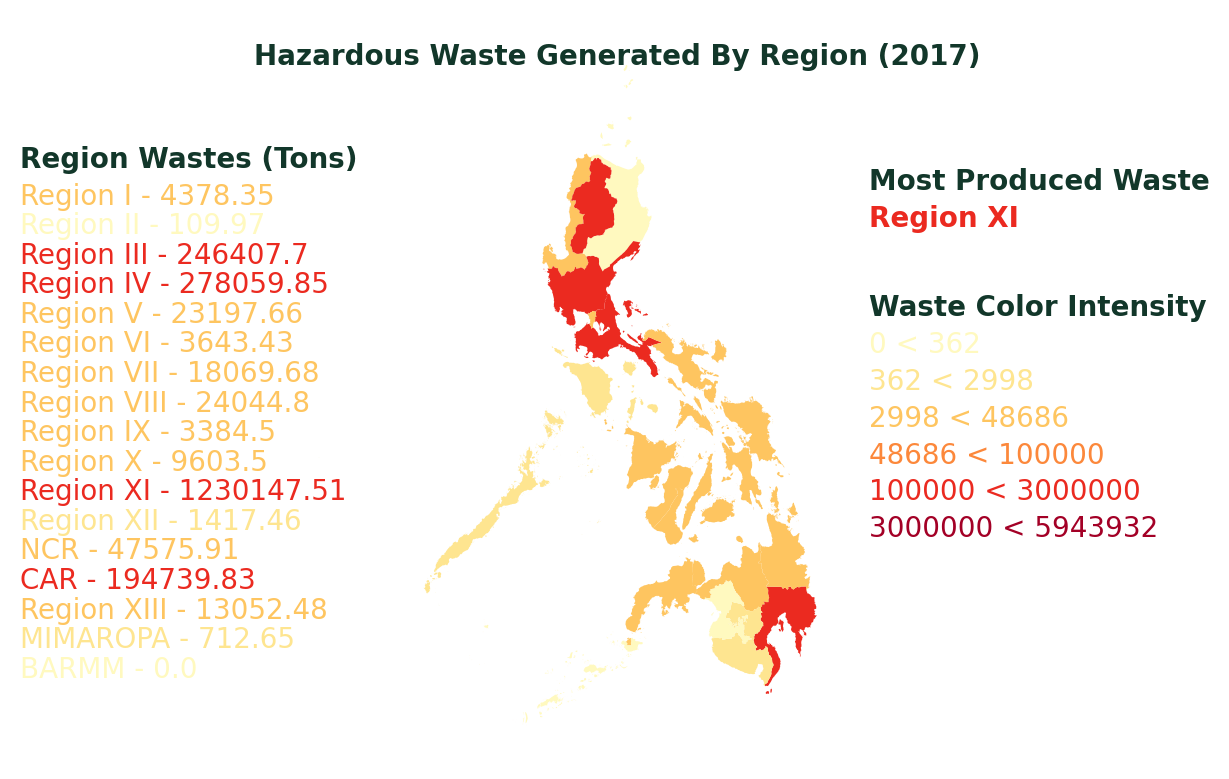 Hazardous Waste Generated By Region (2017)
Region Wastes (Tons)
Region I - 4378.35
Region II - 109.97
Region III - 246407.7
Region IV - 278059.85
Region V - 23197.66
Region VI - 3643.43
Region VII - 18069.68
Region VIII - 24044.8
Region IX - 3384.5
Region X - 9603.5
Region XI - 1230147.51
Region XII - 1417.46
NCR - 47575.91
CAR - 194739.83
Region XIII - 13052.48
MIMAROPA - 712.65
BARMM - 0.0
Most Produced Waste
Region XI
Waste Color Intensity
0 < 362
362 < 2998
2998 < 48686
48686 < 100000
100000 < 3000000
3000000 < 5943932